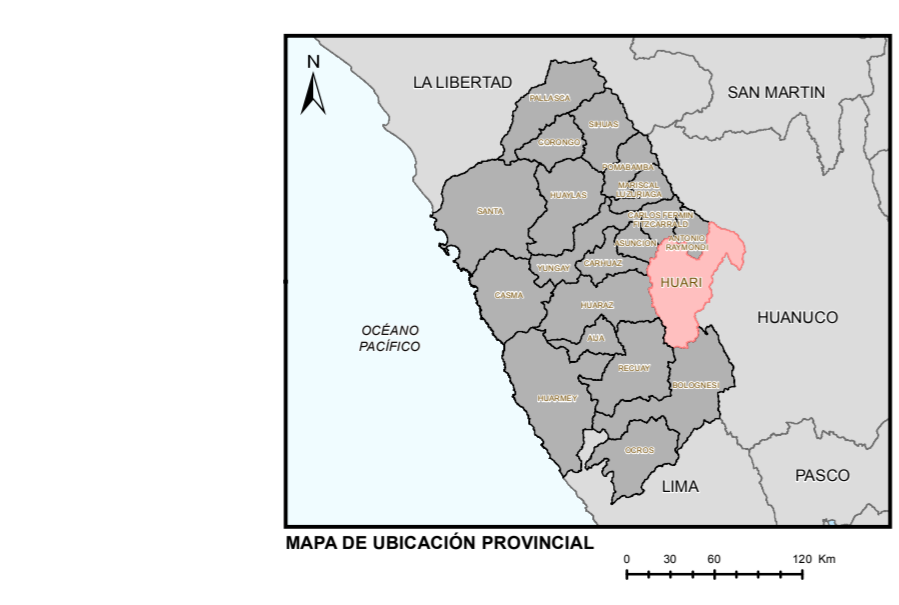 N
LA LIBERTAD
SAN MARTIN
PALLASCA
SIHUAS
CORONGO
POMABAMBA
MARISCAL
LUZURIAGA
HUAYLAS
SANTA
CARLOS FERMIN
FITZCARRALD
ASUNCION
ANTONIO
RAYMONDI
YUNGAY
CARHUAZ
HUARI
CASMA
HUARAZ
HUANUCO
OCÉANO
PACÍFICO
AIJA
RECUAY
BOLOGNESI
HUARMEY
OCROS
LIMA
PASCO
MAPA DE UBICACIÓN PROVINCIAL
0 30 60 120 Km